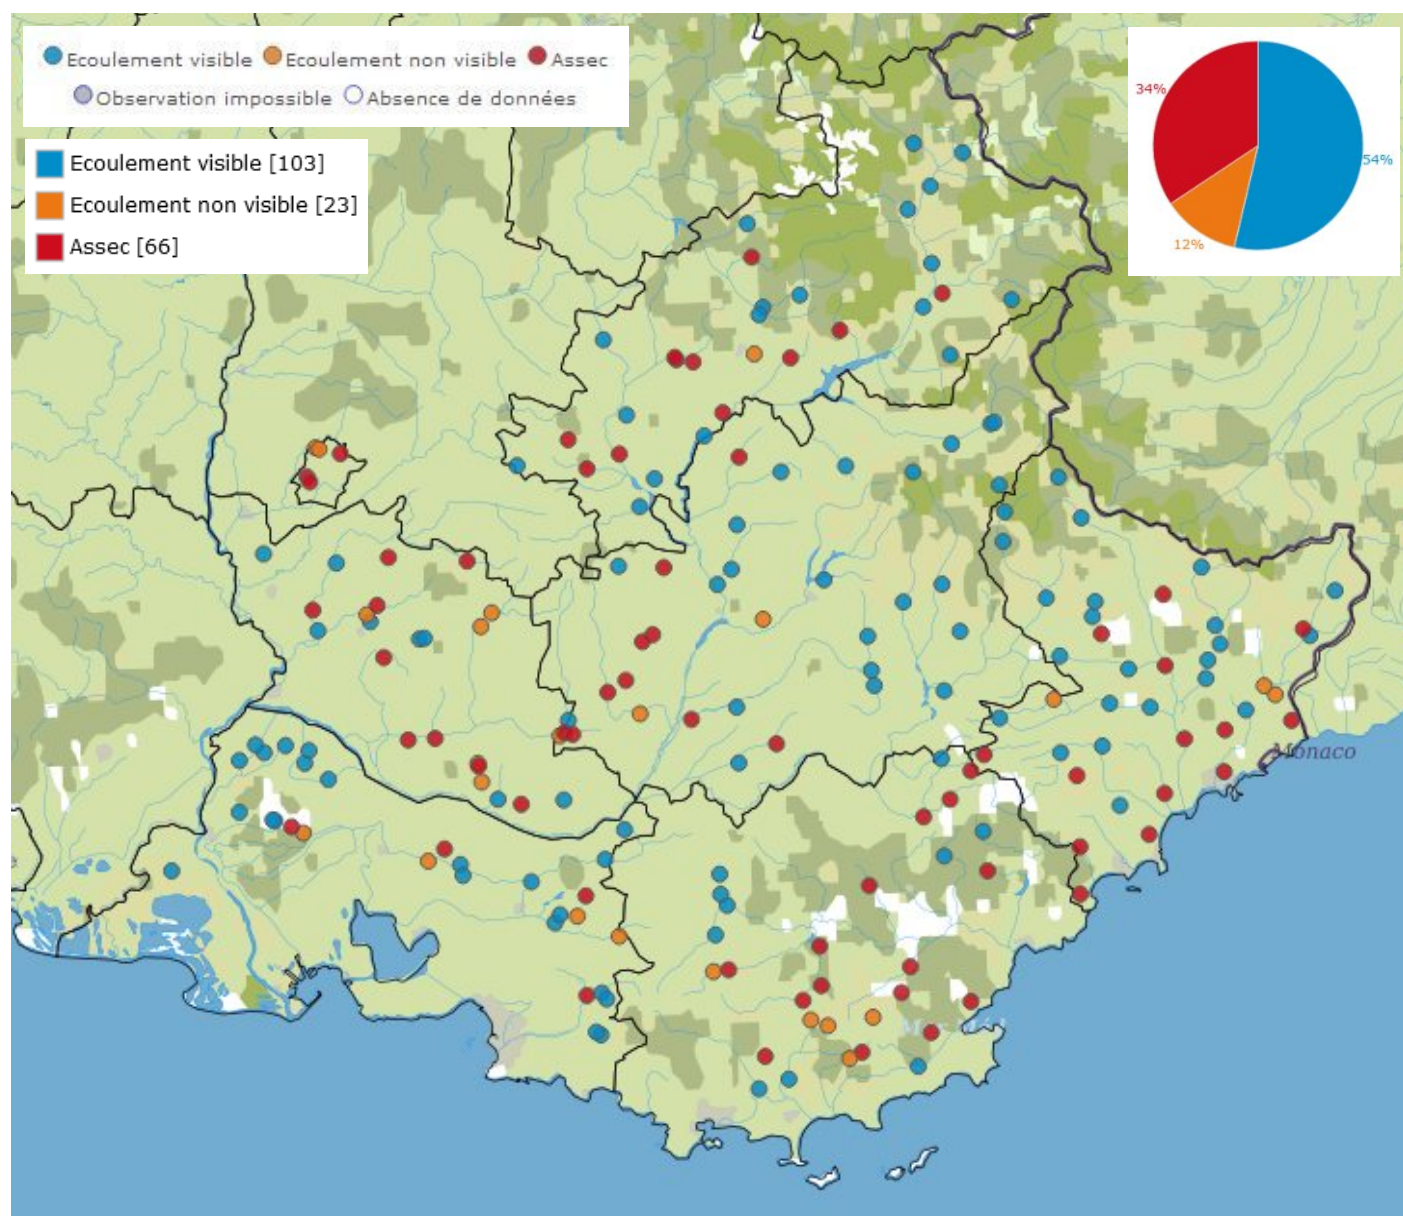 Ecoulement visible Ecoulement non visible Assec
Observation impossible Absence de données
Ecoulement visible [103]
Ecoulement non visible [23]
Assec [66]
34%
54%
12%
Monaco